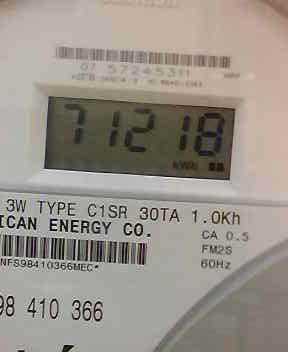 07 57245311
71218
kWh
3W TYPE C1SR 30TA 1.0Kh
ICAN ENERGY CO.
CA 0.5
FM2S
NFS98410366MEC*
60Hz
98 410 366